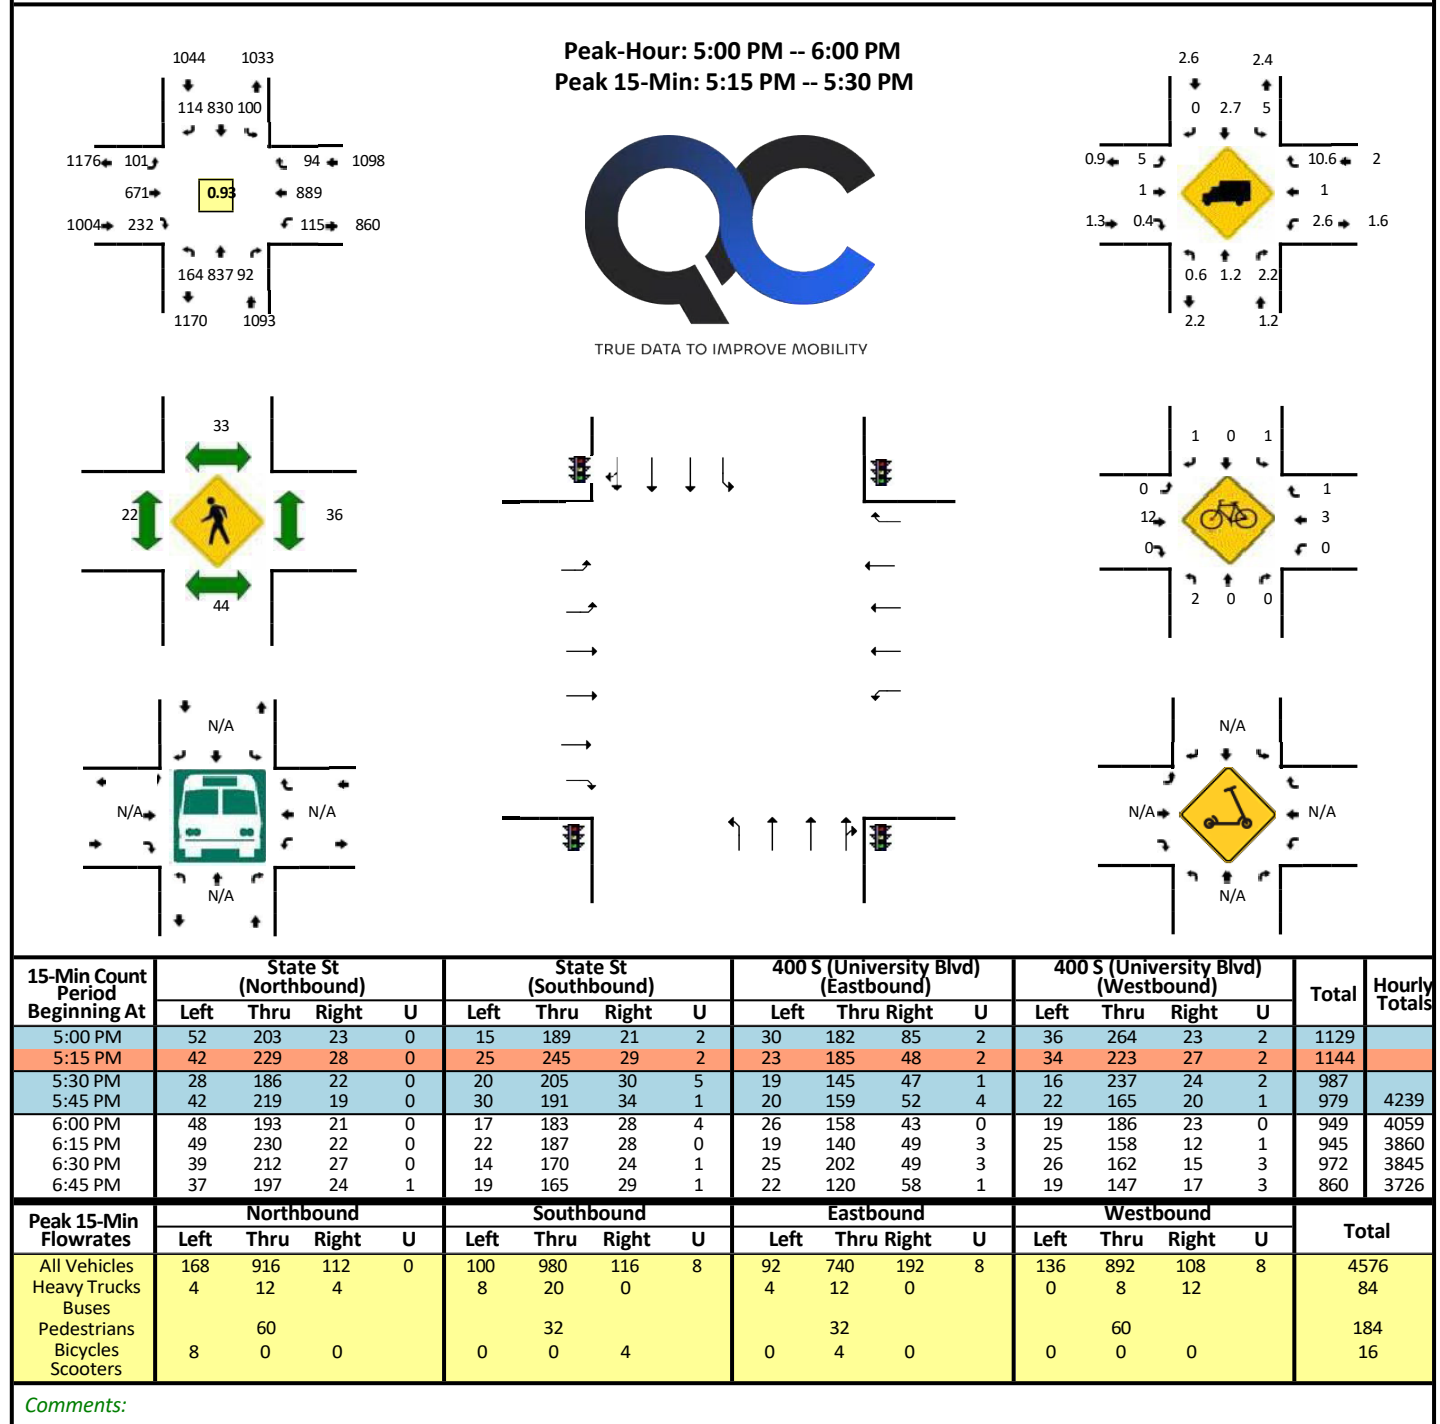 Peak-Hour: 5:00 PM -- 6:00 PM
Peak 15-Min: 5:15 PM -- 5:30 PM
1044 1033
114 830 100
1176 101 94 1098
671 0.93 889
1004 232 115 860
164 837 92
1170 1093
QC
TRUE DATA TO IMPROVE MOBILITY
2.6 2.4
0 2.7 5
0.9 5 10.6 2
1 1
1.3 0.4 2.6 1.6
0.6 1.2 2.2
2.2 1.2
33
22 36
44
1 0 1
0 1
12 3
0 0
2 0 0
N/A
N/A N/A
N/A
N/A
N/A N/A
N/A
15-Min Count Period Beginning At State St (Northbound) State St (Southbound) 400 S (University Blvd) (Eastbound) 400 S (University Blvd) (Westbound) Total Hourly Totals
Left Thru Right U Left Thru Right U Left Thru Right U Left Thru Right U
5:00 PM 52 203 23 0 15 189 21 2 30 182 85 2 36 264 23 2 1129
5:15 PM 42 229 28 0 25 245 29 2 23 185 48 2 34 223 27 2 1144
5:30 PM 28 186 22 0 20 205 30 5 19 145 47 1 16 237 24 2 987
5:45 PM 42 219 19 0 30 191 34 1 20 159 52 4 22 165 20 1 979 4239
6:00 PM 48 193 21 0 17 183 28 4 26 158 43 0 19 186 23 0 949 4059
6:15 PM 49 230 22 0 22 187 28 0 19 140 49 3 25 158 12 1 945 3860
6:30 PM 39 212 27 0 14 170 24 1 25 202 49 3 26 162 15 3 972 3845
6:45 PM 37 197 24 1 19 165 29 1 22 120 58 1 19 147 17 3 860 3726
Peak 15-Min Flowrates Northbound Southbound Eastbound Westbound Total
Left Thru Right U Left Thru Right U Left Thru Right U Left Thru Right U
All Vehicles 168 916 112 0 100 980 116 8 92 740 192 8 136 892 108 8 4576
Heavy Trucks 4 12 4 8 20 0 4 12 0 0 8 12 84
Buses
Pedestrians 60 32 32 60 184
Bicycles 8 0 0 0 0 4 0 4 0 0 0 0 16
Scooters
Comments: